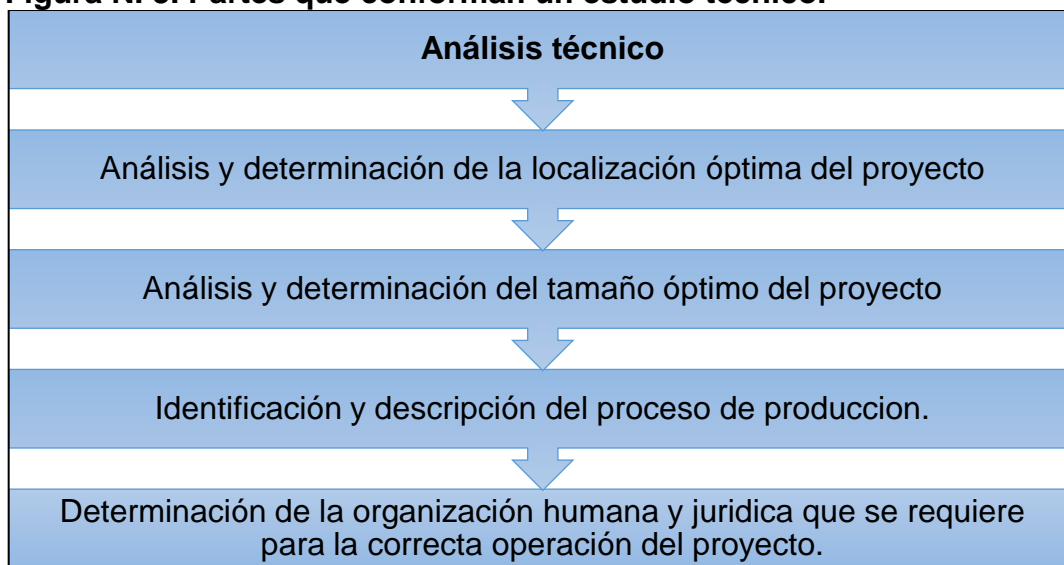 Figura N. Partes que conforman un estudio técnico.
Análisis técnico
Análisis y determinación de la localización óptima del proyecto
Análisis y determinación del tamaño óptimo del proyecto
Identificación y descripción del proceso de produccion.
Determinación de la organización humana y juridica que se requiere
para la correcta operación del proyecto.